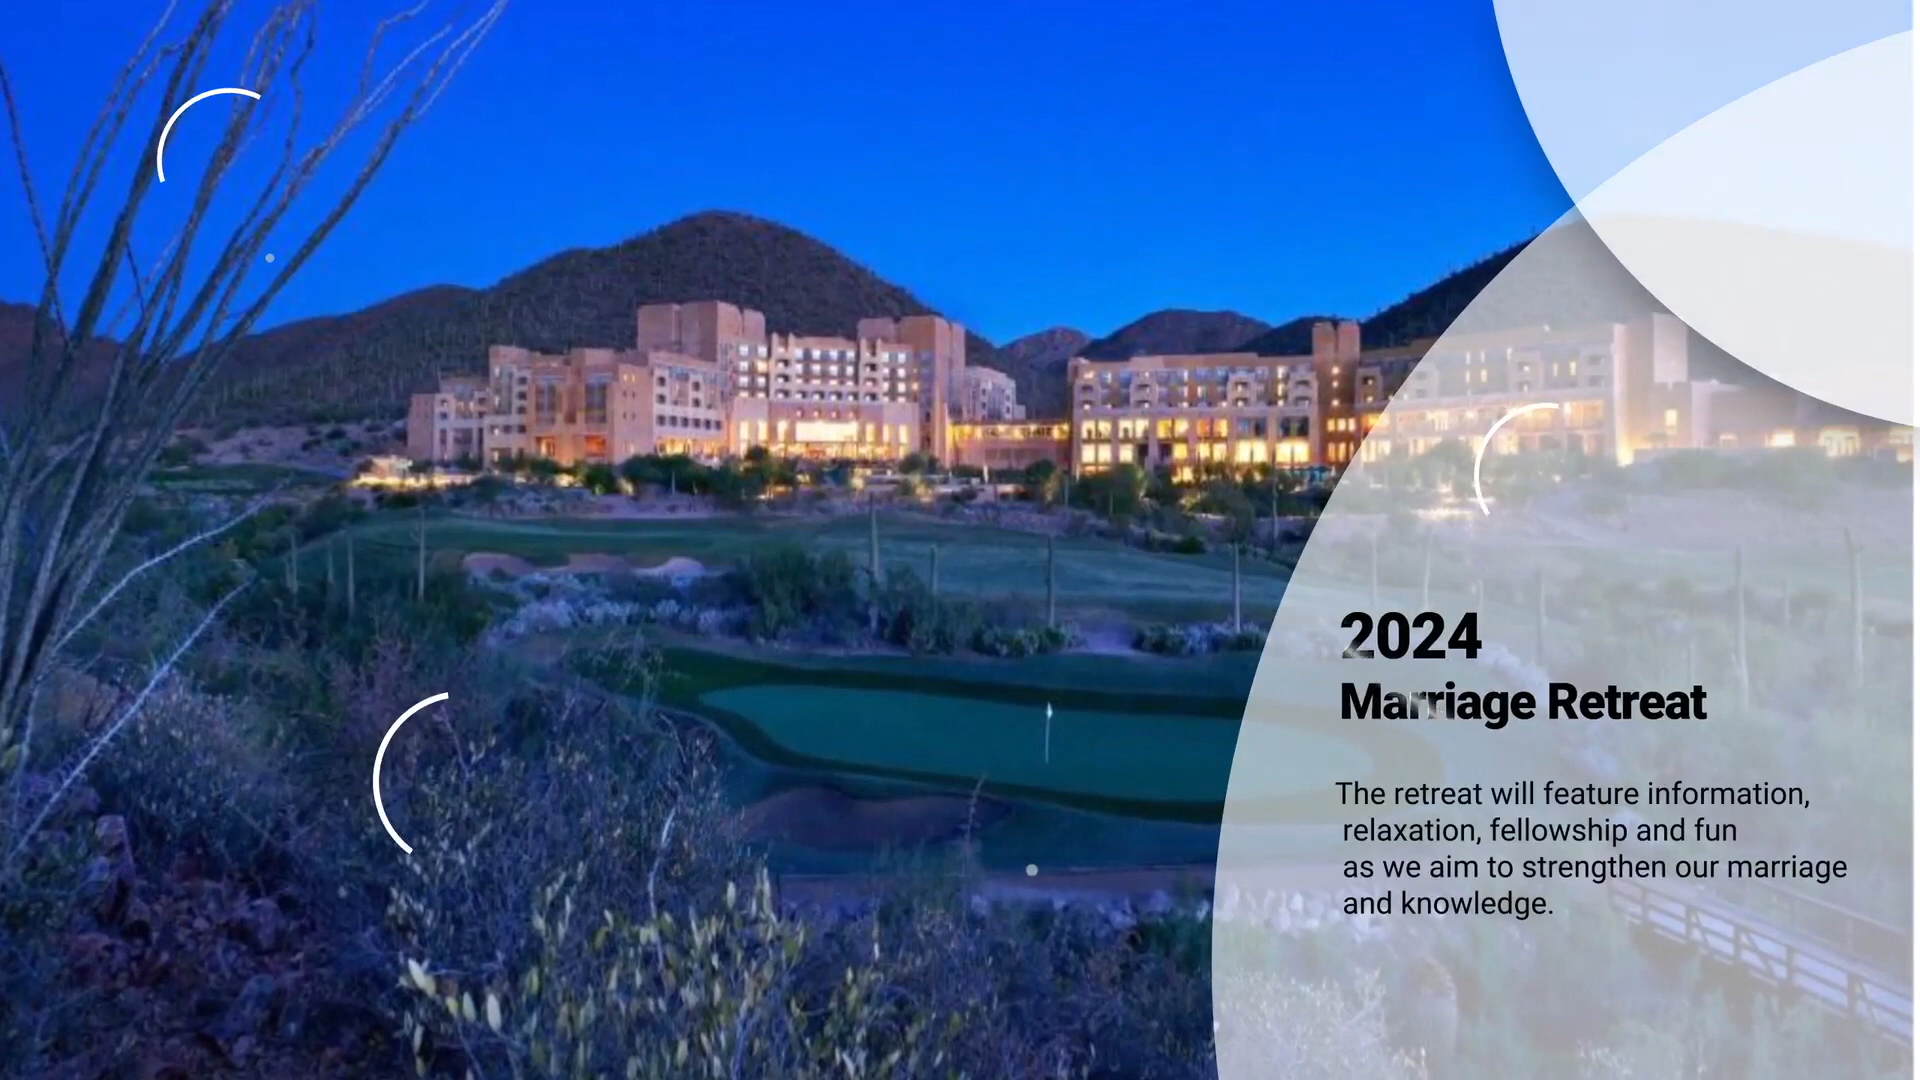 2024
Marriage Retreat
The retreat will feature information,
relaxation, fellowship and fun
as we aim to strengthen our marriage
and knowledge.